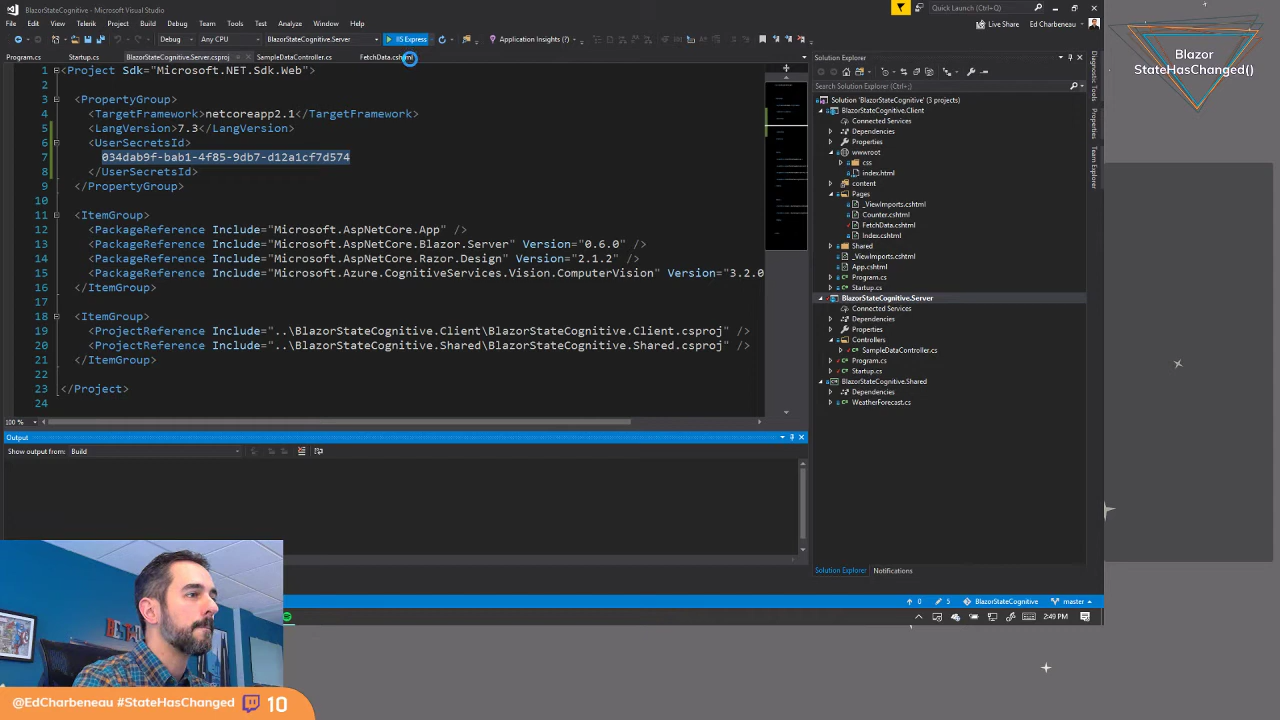 BlazorStateCognitive - Microsoft Visual Studio
Quick Launch (Ctrl+Q)
File Edit View Telerik Project Build Debug Team Tools Test Analyze Window Help
Live Share Ed Charbeneau
Debug Any CPU BlazorStateCognitive.Server IIS Express Application Insights (?)
Program.cs Startup.cs BlazorStateCognitive.Server.csproj SampleDataController.cs FetchData.cshtml
1 <Project Sdk="Microsoft.NET.Sdk.Web">
2
3 <PropertyGroup>
4 <TargetFramework>netcoreapp2.1</TargetFramework>
5 <LangVersion>7.3</LangVersion>
6 <UserSecretsId>
7 034dab9f-bab1-4f85-9db7-d12a1cf7d574
8 </UserSecretsId>
9 </PropertyGroup>
10
11 <ItemGroup>
12 <PackageReference Include="Microsoft.AspNetCore.App" />
13 <PackageReference Include="Microsoft.AspNetCore.Blazor.Server" Version="0.6.0" />
14 <PackageReference Include="Microsoft.AspNetCore.Razor.Design" Version="2.1.2" />
15 <PackageReference Include="Microsoft.Azure.CognitiveServices.Vision.ComputerVision" Version="3.2.0
16 </ItemGroup>
17
18 <ItemGroup>
19 <ProjectReference Include="..\BlazorStateCognitive.Client\BlazorStateCognitive.Client.csproj" />
20 <ProjectReference Include="..\BlazorStateCognitive.Shared\BlazorStateCognitive.Shared.csproj" />
21 </ItemGroup>
22
23 </Project>
24
100 %
Output
Show output from: Build
Solution Explorer
Search Solution Explorer (Ctrl+;)
Solution 'BlazorStateCognitive' (3 projects)
BlazorStateCognitive.Client
Connected Services
Dependencies
Properties
wwwroot
css
index.html
content
Pages
_ViewImports.cshtml
Counter.cshtml
FetchData.cshtml
Index.cshtml
Shared
_ViewImports.cshtml
App.cshtml
Program.cs
Startup.cs
BlazorStateCognitive.Server
Connected Services
Dependencies
Properties
Controllers
SampleDataController.cs
Program.cs
Startup.cs
BlazorStateCognitive.Shared
Dependencies
WeatherForecast.cs
Solution Explorer Notifications
Diagnostic Tools
Properties
Team Explorer
0 5 BlazorStateCognitive master
2:49 PM
Blazor
StateHasChanged()
@EdCharbeneau #StateHasChanged 10